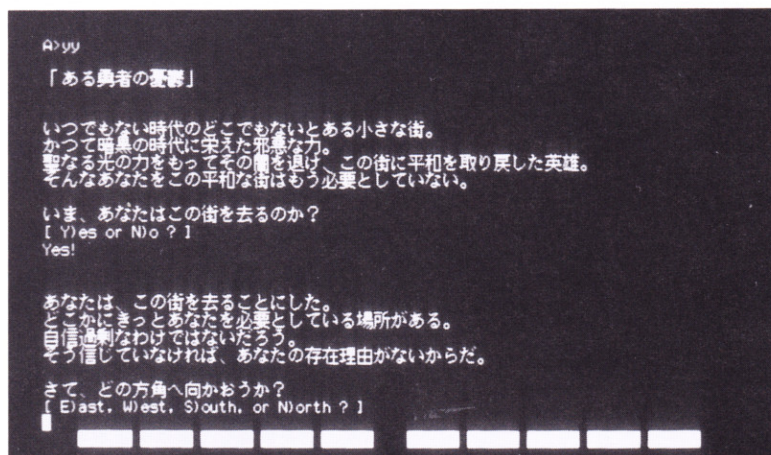 A>yy
「ある勇者の憂鬱」
いつでもない時代のどこでもないとある小さな街。
かつて暗黒の時代に栄えた邪悪な力。
聖なる光の力をもってその闇を退け、この街に平和を取り戻した英雄。
そんなあなたをこの平和な街はもう必要としていない。
いま、あなたはこの街を去るのか?
[ Y)es or N)o ? ]
Yes!
あなたは、この街を去ることにした。
どこかにきっとあなたを必要としている場所がある。
自信過剰なわけではないだろう。
そう信じていなければ、あなたの存在理由がないからだ。
さて、どの方角へ向かおうか?
[ E)ast, W)est, S)outh, or N)orth ? ]